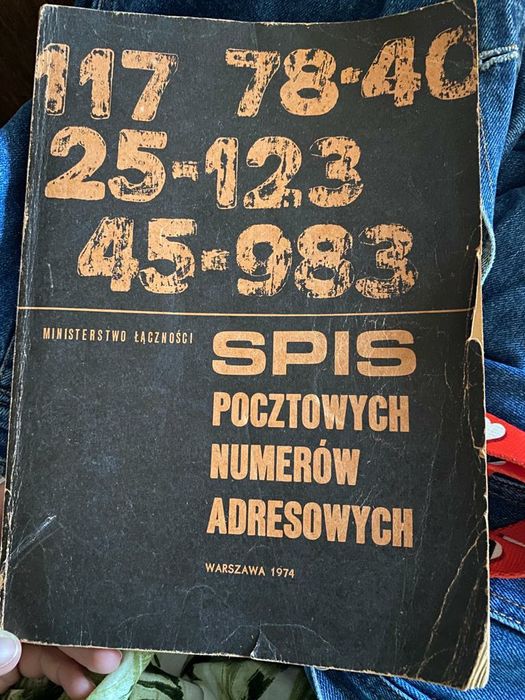 117 78-40
25-123
45-983
MINISTERSTWO ŁĄCZNOŚCI
SPIS
POCZTOWYCH
NUMERÓW
ADRESOWYCH
WARSZAWA 1974